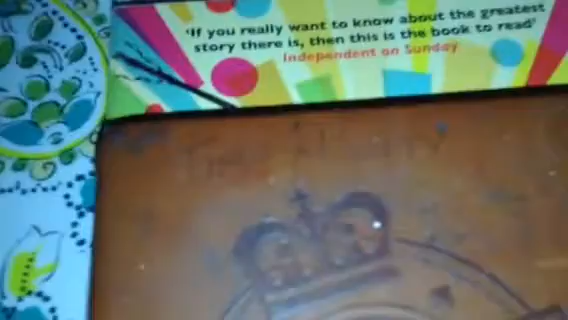 'If you really want to know about the greatest
story there is, then this is the book to read'
Independent on Sunday